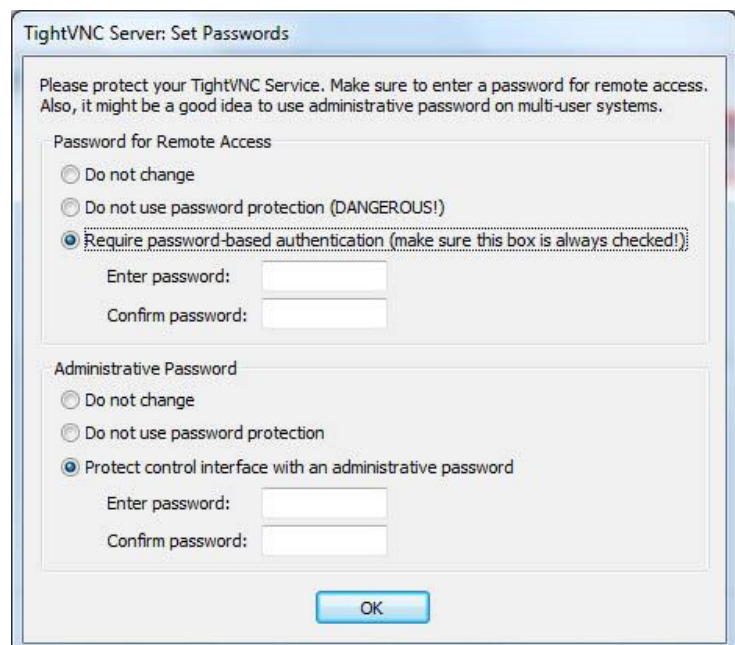 TightVNC Server: Set Passwords
Please protect your TightVNC Service. Make sure to enter a password for remote access.
Also, it might be a good idea to use administrative password on multi-user systems.
Password for Remote Access
Do not change
Do not use password protection (DANGEROUS!)
Require password-based authentication (make sure this box is always checked!)
Enter password:
Confirm password:
Administrative Password
Do not change
Do not use password protection
Protect control interface with an administrative password
Enter password:
Confirm password:
OK